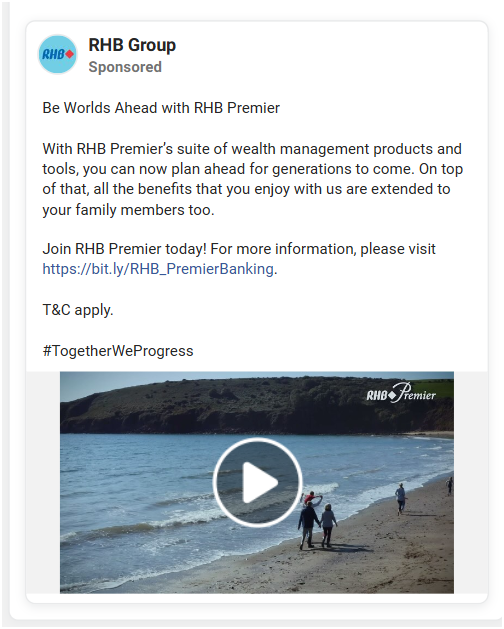 RHB
RHB Group
Sponsored
Be Worlds Ahead with RHB Premier
With RHB Premier’s suite of wealth management products and
tools, you can now plan ahead for generations to come. On top
of that, all the benefits that you enjoy with us are extended to
your family members too.
Join RHB Premier today! For more information, please visit
https://bit.ly/RHB_PremierBanking.
T&C apply.
#TogetherWeProgress
RHB Premier